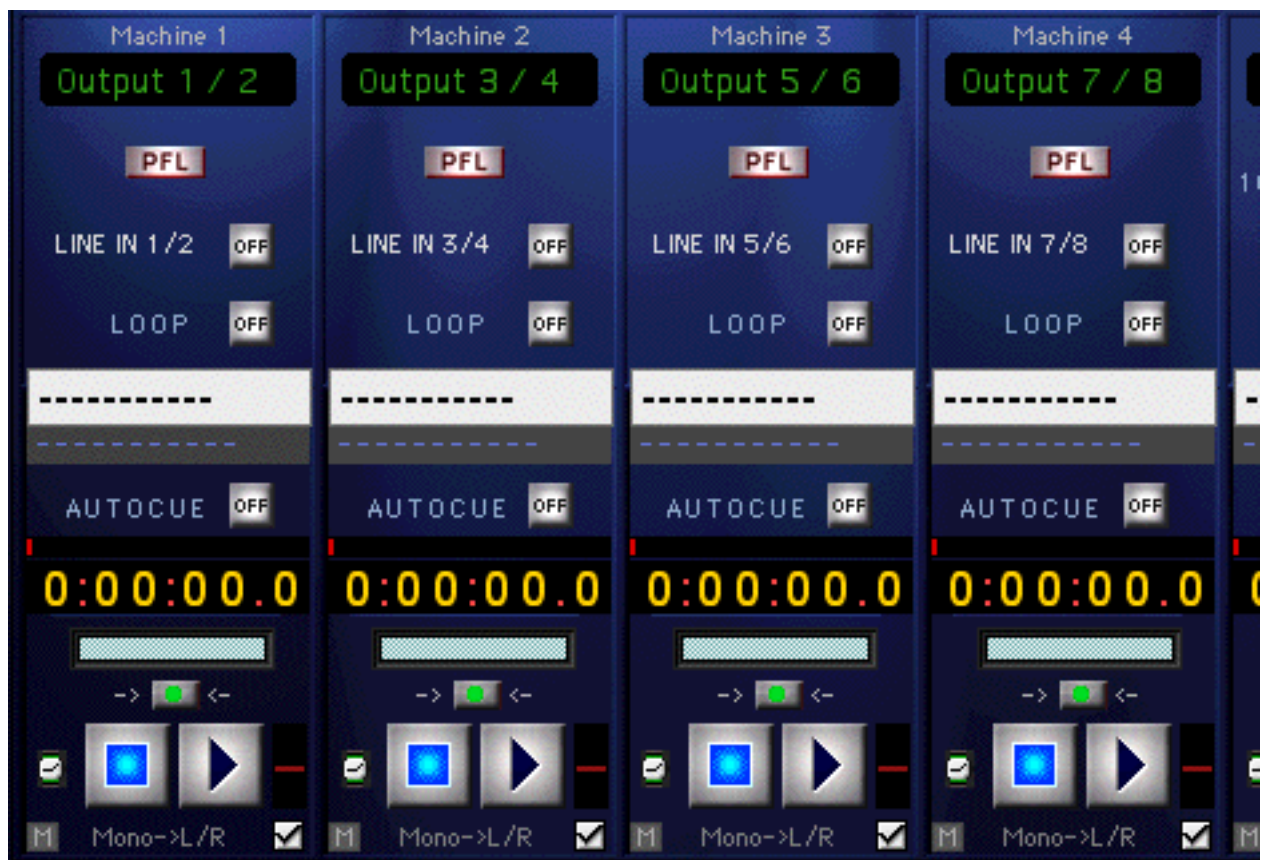 Machine 1
Output 1 / 2
PFL
LINE IN 1/2 OFF
LOOP OFF
-----------
-----------
AUTOCUE OFF
0:00:00.0
-> <-
M Mono->L/R
Machine 2
Output 3 / 4
PFL
LINE IN 3/4 OFF
LOOP OFF
-----------
-----------
AUTOCUE OFF
0:00:00.0
-> <-
M Mono->L/R
Machine 3
Output 5 / 6
PFL
LINE IN 5/6 OFF
LOOP OFF
-----------
-----------
AUTOCUE OFF
0:00:00.0
-> <-
M Mono->L/R
Machine 4
Output 7 / 8
PFL
LINE IN 7/8 OFF
LOOP OFF
-----------
-----------
AUTOCUE OFF
0:00:00.0
-> <-
M Mono->L/R
M